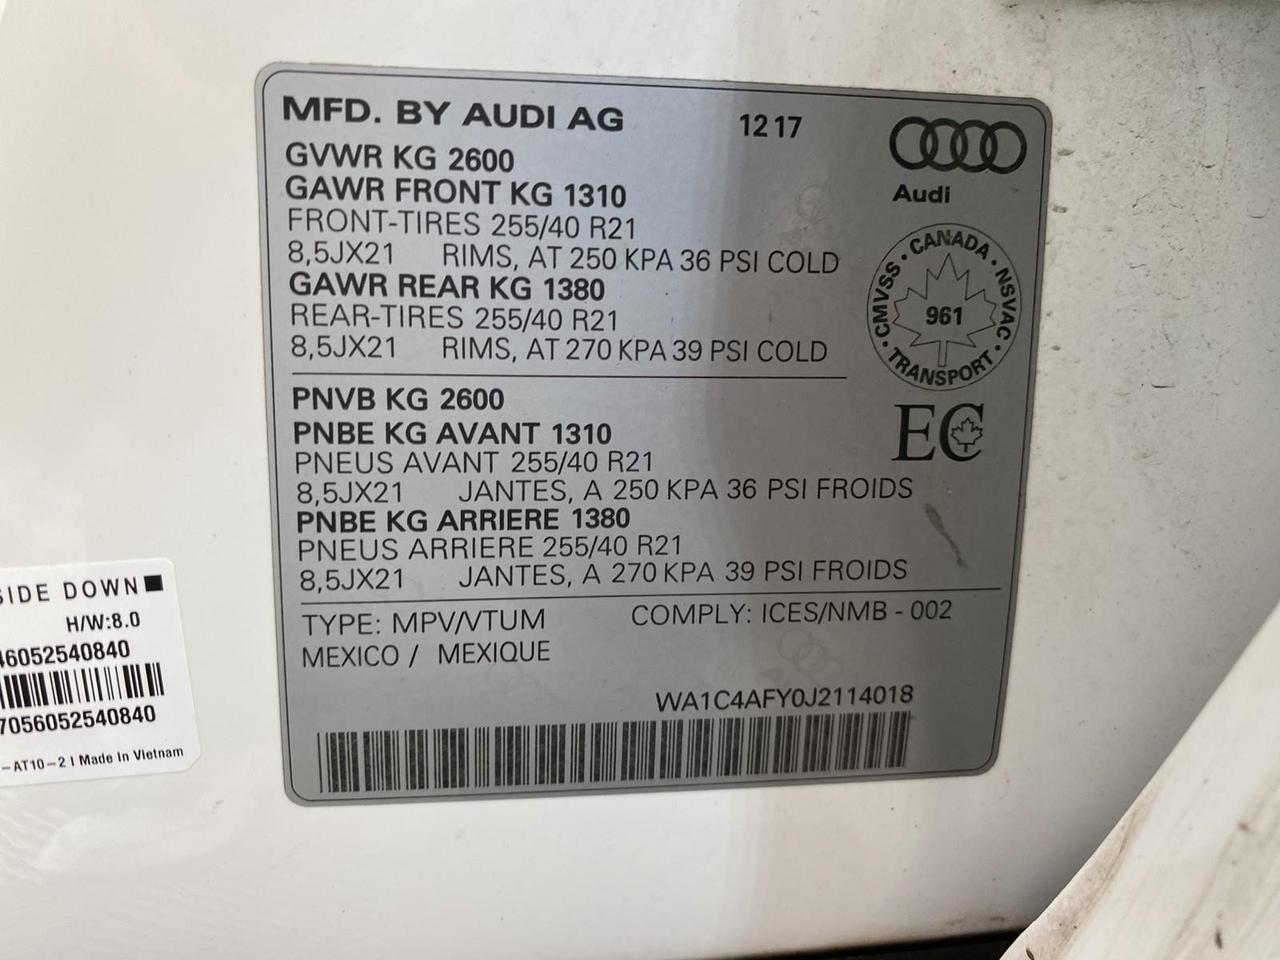 MFD. BY AUDI AG 12 17
GVWR KG 2600
GAWR FRONT KG 1310
FRONT-TIRES 255/40 R21
8,5JX21 RIMS, AT 250 KPA 36 PSI COLD
GAWR REAR KG 1380
REAR-TIRES 255/40 R21
8,5JX21 RIMS, AT 270 KPA 39 PSI COLD
Audi
CMVSS • CANADA • NSVAC • TRANSPORT •
961
PNVB KG 2600
PNBE KG AVANT 1310
PNEUS AVANT 255/40 R21
8,5JX21 JANTES, A 250 KPA 36 PSI FROIDS
PNBE KG ARRIERE 1380
PNEUS ARRIERE 255/40 R21
8,5JX21 JANTES, A 270 KPA 39 PSI FROIDS
EC
TYPE: MPV/VTUM COMPLY: ICES/NMB - 002
MEXICO / MEXIQUE
WA1C4AFY0J2114018
SIDE DOWN
H/W:8.0
46052540840
7056052540840
-AT10-2 I Made In Vietnam